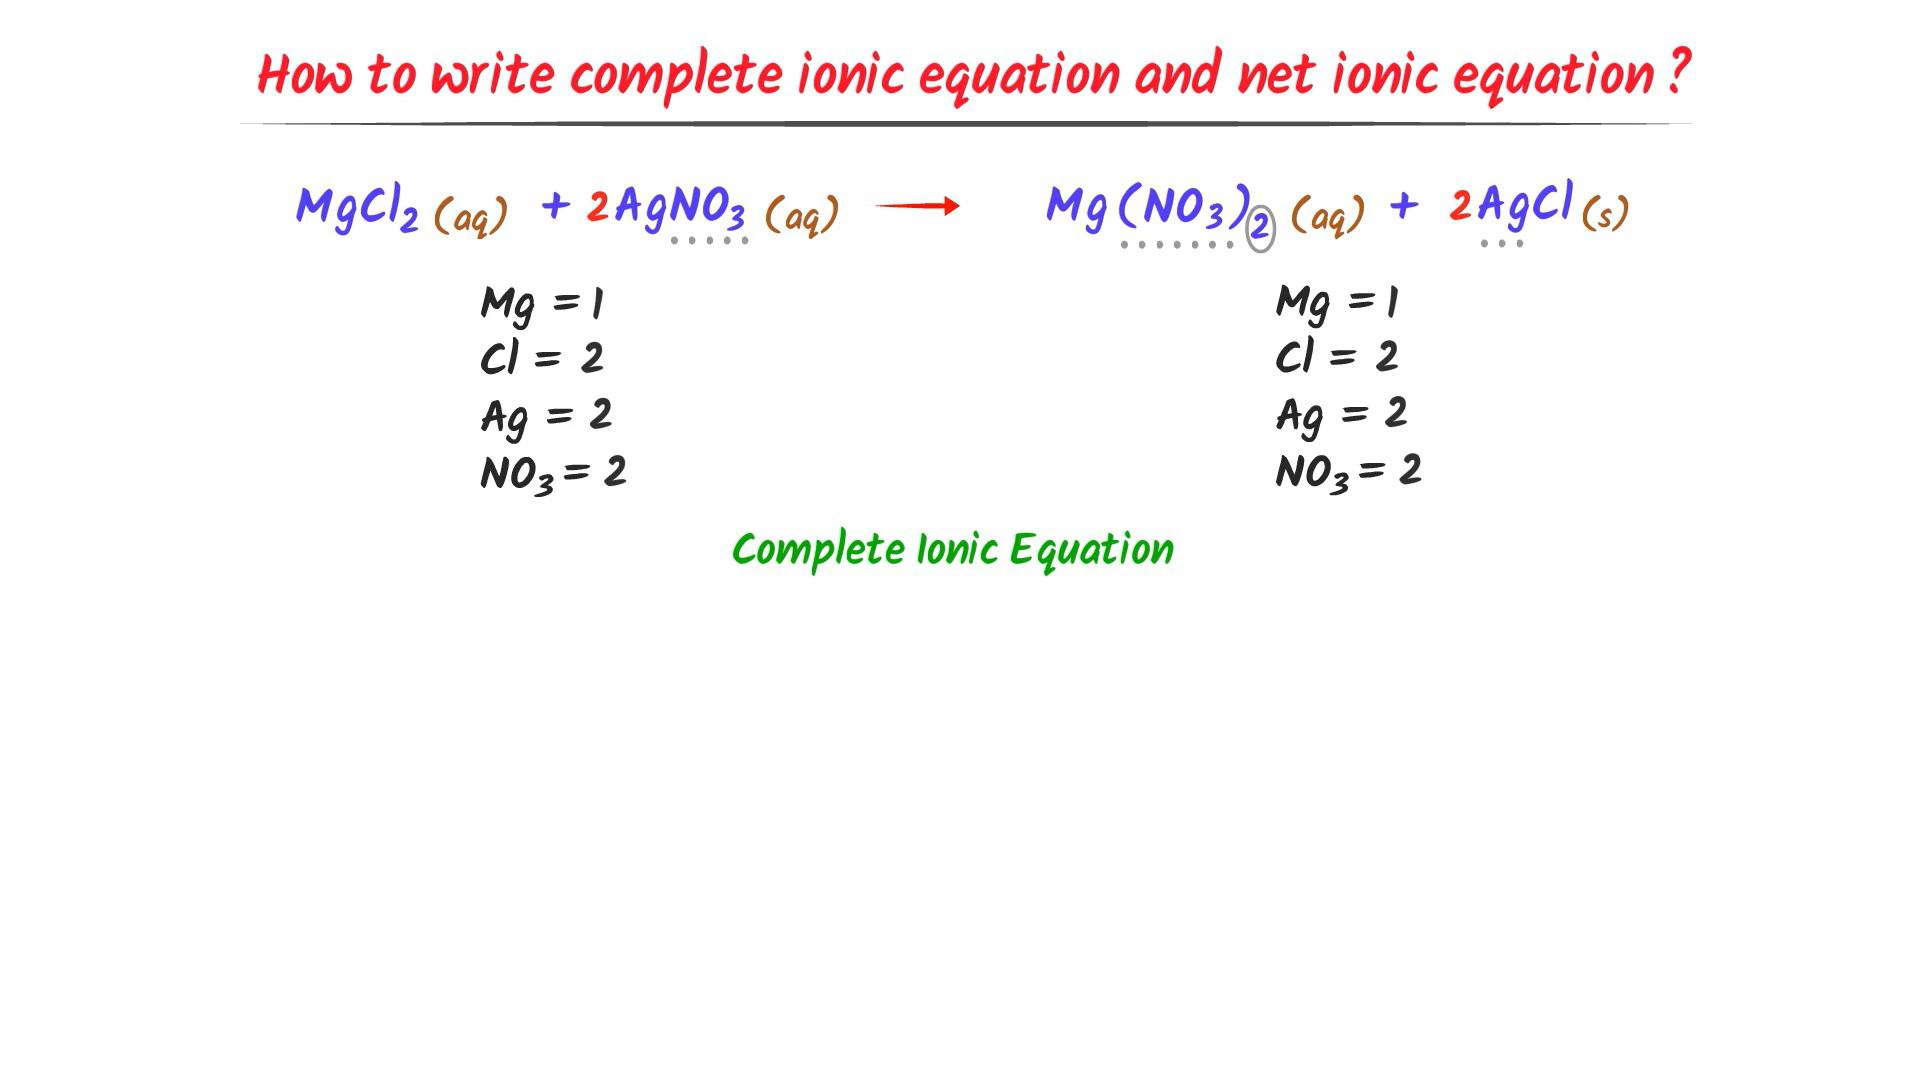 How to write complete ionic equation and net ionic equation ?
MgCl₂ (aq) + 2AgNO₃ (aq) → Mg(NO₃)₂ (aq) + 2AgCl (s)
Mg = 1 Mg = 1
Cl = 2 Cl = 2
Ag = 2 Ag = 2
NO₃ = 2 NO₃ = 2
Complete Ionic Equation